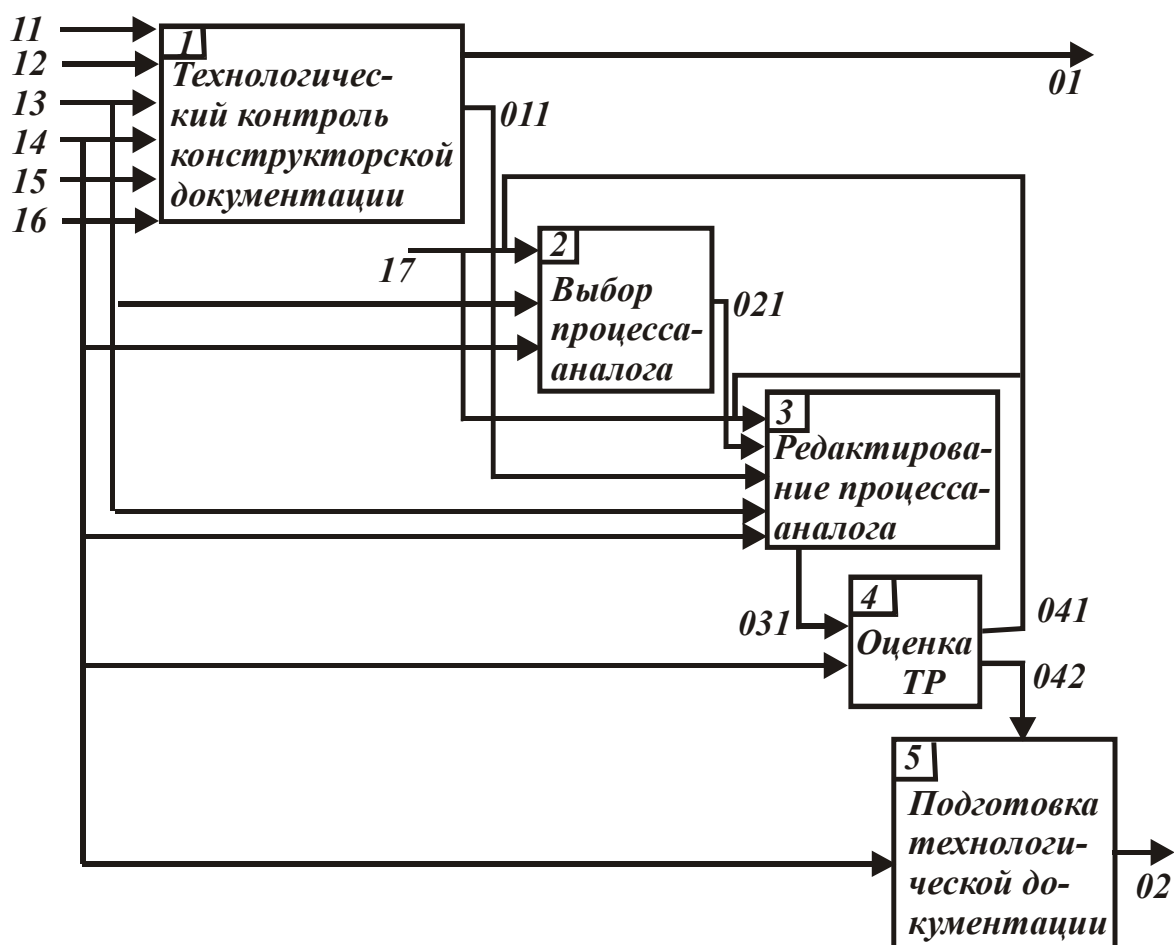 11
12
13
14
15
16
1
Технологичес-
кий контроль
конструкторской
документации
01
011
17
2
Выбор
процесса-
аналога
021
3
Редактирова-
ние процесса-
аналога
031
4
Оценка
ТР
041
042
5
Подготовка
технологи-
ческой до-
кументации
02